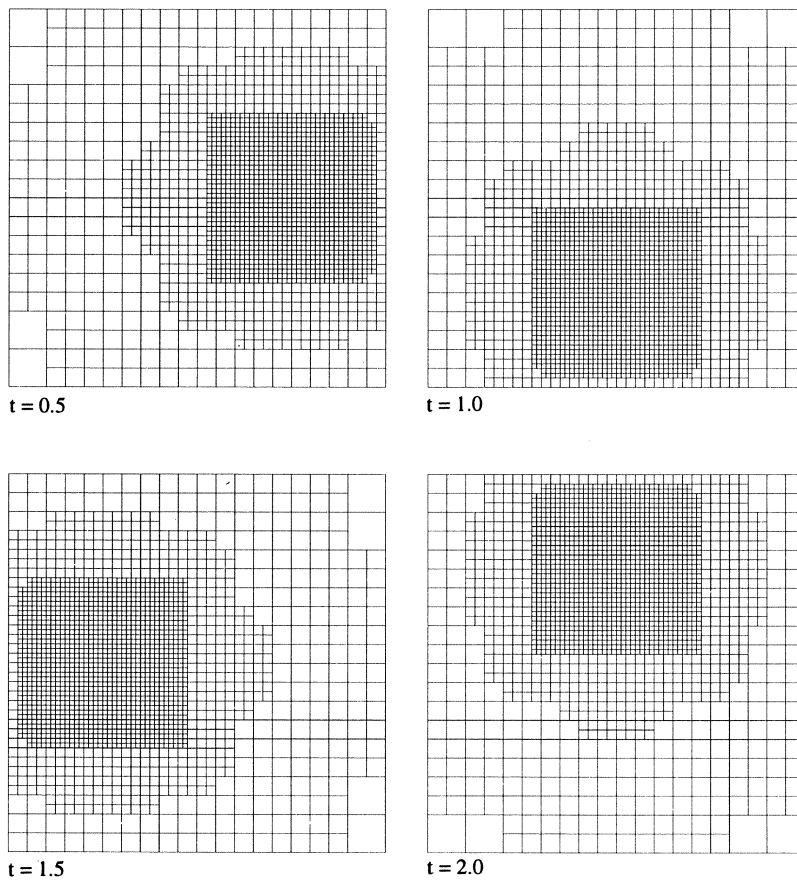 t = 0.5
t = 1.0
t = 1.5
t = 2.0